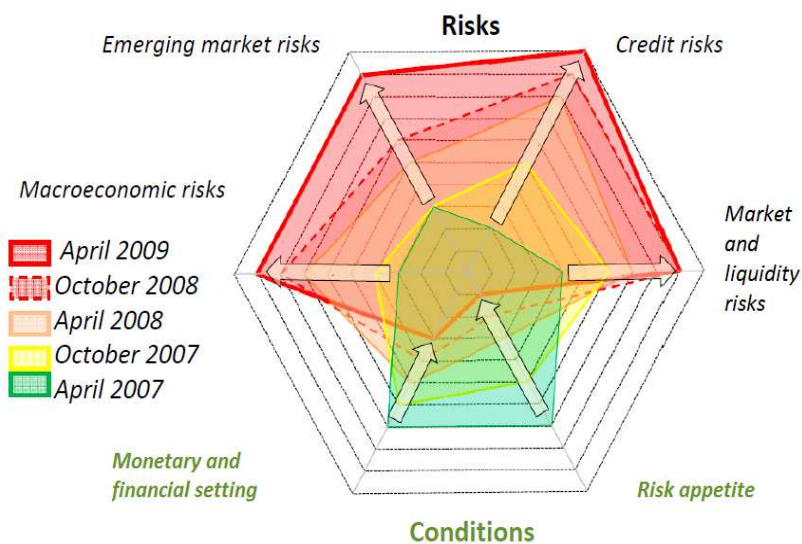 Risks
Emerging market risks
Credit risks
Macroeconomic risks
Market
and
liquidity
risks
April 2009
October 2008
April 2008
October 2007
April 2007
Monetary and
financial setting
Risk appetite
Conditions